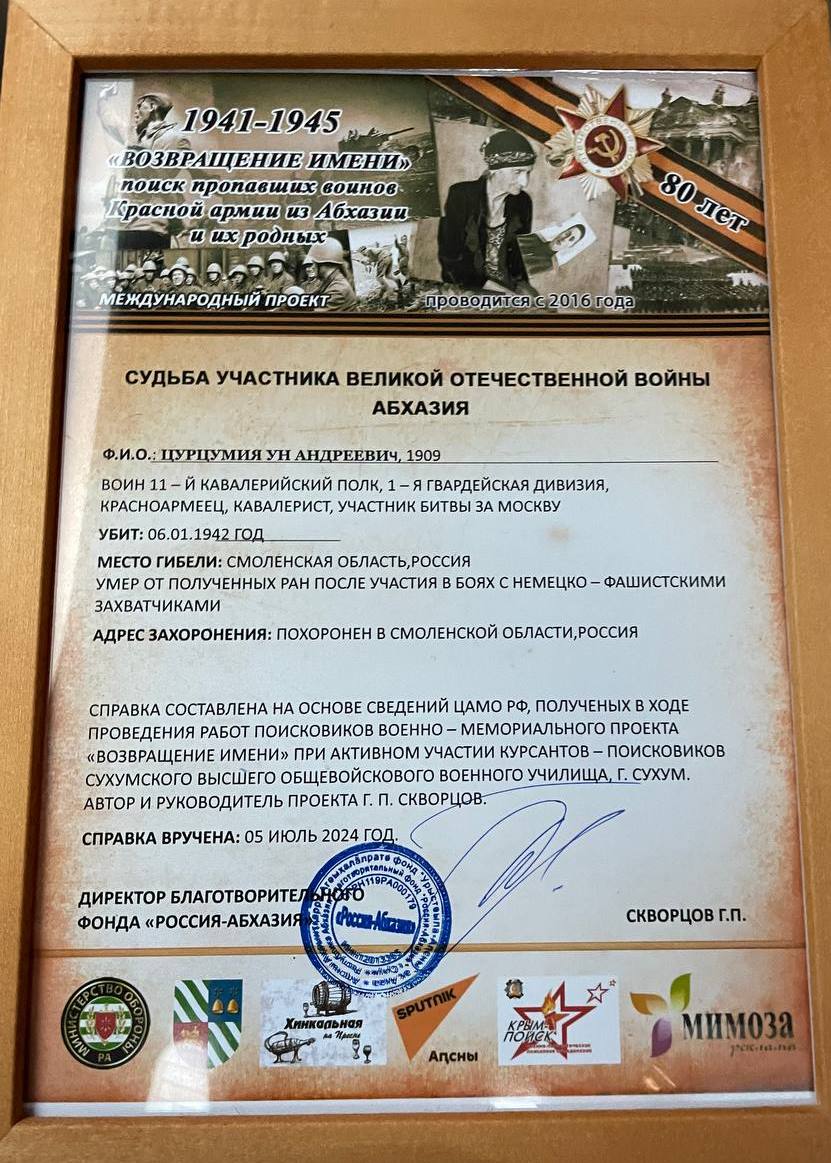 1941-1945
«ВОЗВРАЩЕНИЕ ИМЕНИ»
поиск пропавших воинов
Красной армии из Абхазии
и их родных
80 лет
МЕЖДУНАРОДНЫЙ ПРОЕКТ
проводится с 2016 года
СУДЬБА УЧАСТНИКА ВЕЛИКОЙ ОТЕЧЕСТВЕННОЙ ВОЙНЫ
АБХАЗИЯ
Ф.И.О.: ЦУРЦУМИЯ УН АНДРЕЕВИЧ, 1909
ВОИН 11 – Й КАВАЛЕРИЙСКИЙ ПОЛК, 1 – Я ГВАРДЕЙСКАЯ ДИВИЗИЯ,
КРАСНОАРМЕЕЦ, КАВАЛЕРИСТ, УЧАСТНИК БИТВЫ ЗА МОСКВУ
УБИТ: 06.01.1942 ГОД
МЕСТО ГИБЕЛИ: СМОЛЕНСКАЯ ОБЛАСТЬ,РОССИЯ
УМЕР ОТ ПОЛУЧЕННЫХ РАН ПОСЛЕ УЧАСТИЯ В БОЯХ С НЕМЕЦКО – ФАШИСТСКИМИ
ЗАХВАТЧИКАМИ
АДРЕС ЗАХОРОНЕНИЯ: ПОХОРОНЕН В СМОЛЕНСКОЙ ОБЛАСТИ,РОССИЯ
СПРАВКА СОСТАВЛЕНА НА ОСНОВЕ СВЕДЕНИЙ ЦАМО РФ, ПОЛУЧЕНЫХ В ХОДЕ
ПРОВЕДЕНИЯ РАБОТ ПОИСКОВИКОВ ВОЕННО – МЕМОРИАЛЬНОГО ПРОЕКТА
«ВОЗВРАЩЕНИЕ ИМЕНИ» ПРИ АКТИВНОМ УЧАСТИИ КУРСАНТОВ – ПОИСКОВИКОВ
СУХУМСКОГО ВЫСШЕГО ОБЩЕВОЙСКОВОГО ВОЕННОГО УЧИЛИЩА, Г. СУХУМ.
АВТОР И РУКОВОДИТЕЛЬ ПРОЕКТА Г. П. СКВОРЦОВ.
СПРАВКА ВРУЧЕНА: 05 ИЮЛЬ 2024 ГОД.
ДИРЕКТОР БЛАГОТВОРИТЕЛЬНОГО
ФОНДА «РОССИЯ-АБХАЗИЯ»
СКВОРЦОВ Г.П.
«Россия-Абхазия»
МИНИСТЕРСТВО ОБОРОНЫ
РА
Хинкальная
SPUTNIK
Аҧсны
КРЫМ-
ПОИСК
МИМОЗА
реклама